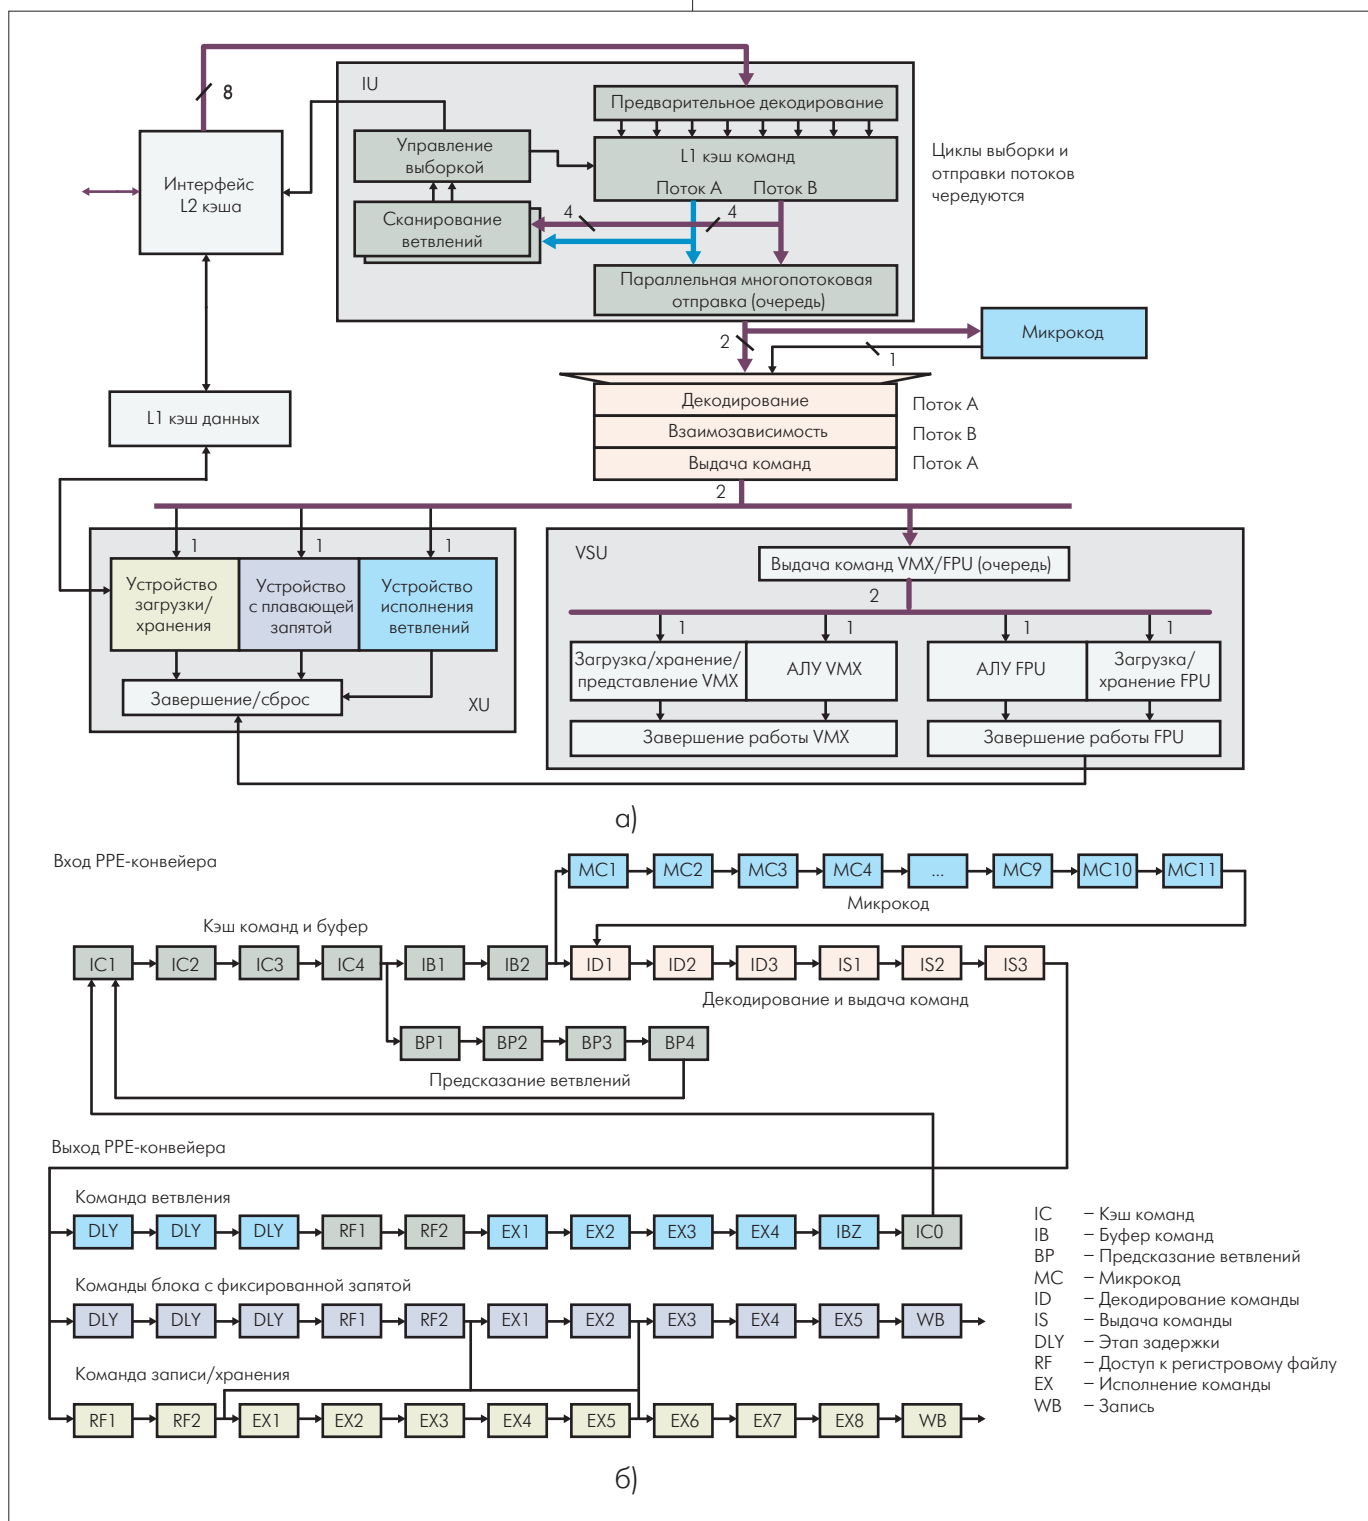 8
IU
Предварительное декодирование
Управление
выборкой
L1 кэш команд
Поток А
Поток В
Циклы выборки и
отправки потоков
чередуются
Интерфейс
L2 кэша
Сканирование
ветвлений
4
4
Параллельная многопотоковая
отправка (очередь)
Микрокод
2
1
L1 кэш данных
Декодирование
Поток А
Взаимозависимость
Поток В
Выдача команд
Поток А
2
1
1
1
Устройство
загрузки/
хранения
Устройство
с плавающей
запятой
Устройство
исполнения
ветвлений
Завершение/сброс
XU
VSU
Выдача команд VMX/FPU (очередь)
2
1
1
1
1
Загрузка/хранение/
представление VMX
АЛУ VMX
АЛУ FPU
Загрузка/
хранение FPU
Завершение работы VMX
Завершение работы FPU
а)
Вход PPE-конвейера
MC1 MC2 MC3 MC4 ... MC9 MC10 MC11
Микрокод
Кэш команд и буфер
IC1 IC2 IC3 IC4 IB1 IB2 ID1 ID2 ID3 IS1 IS2 IS3
Декодирование и выдача команд
BP1 BP2 BP3 BP4
Предсказание ветвлений
Выход PPE-конвейера
Команда ветвления
DLY DLY DLY RF1 RF2 EX1 EX2 EX3 EX4 IBZ IC0
Команды блока с фиксированной запятой
DLY DLY DLY RF1 RF2 EX1 EX2 EX3 EX4 EX5 WB
Команда записи/хранения
RF1 RF2 EX1 EX2 EX3 EX4 EX5 EX6 EX7 EX8 WB
IC – Кэш команд
IB – Буфер команд
BP – Предсказание ветвлений
MC – Микрокод
ID – Декодирование команды
IS – Выдача команды
DLY – Этап задержки
RF – Доступ к регистровому файлу
EX – Исполнение команды
WB – Запись
б)